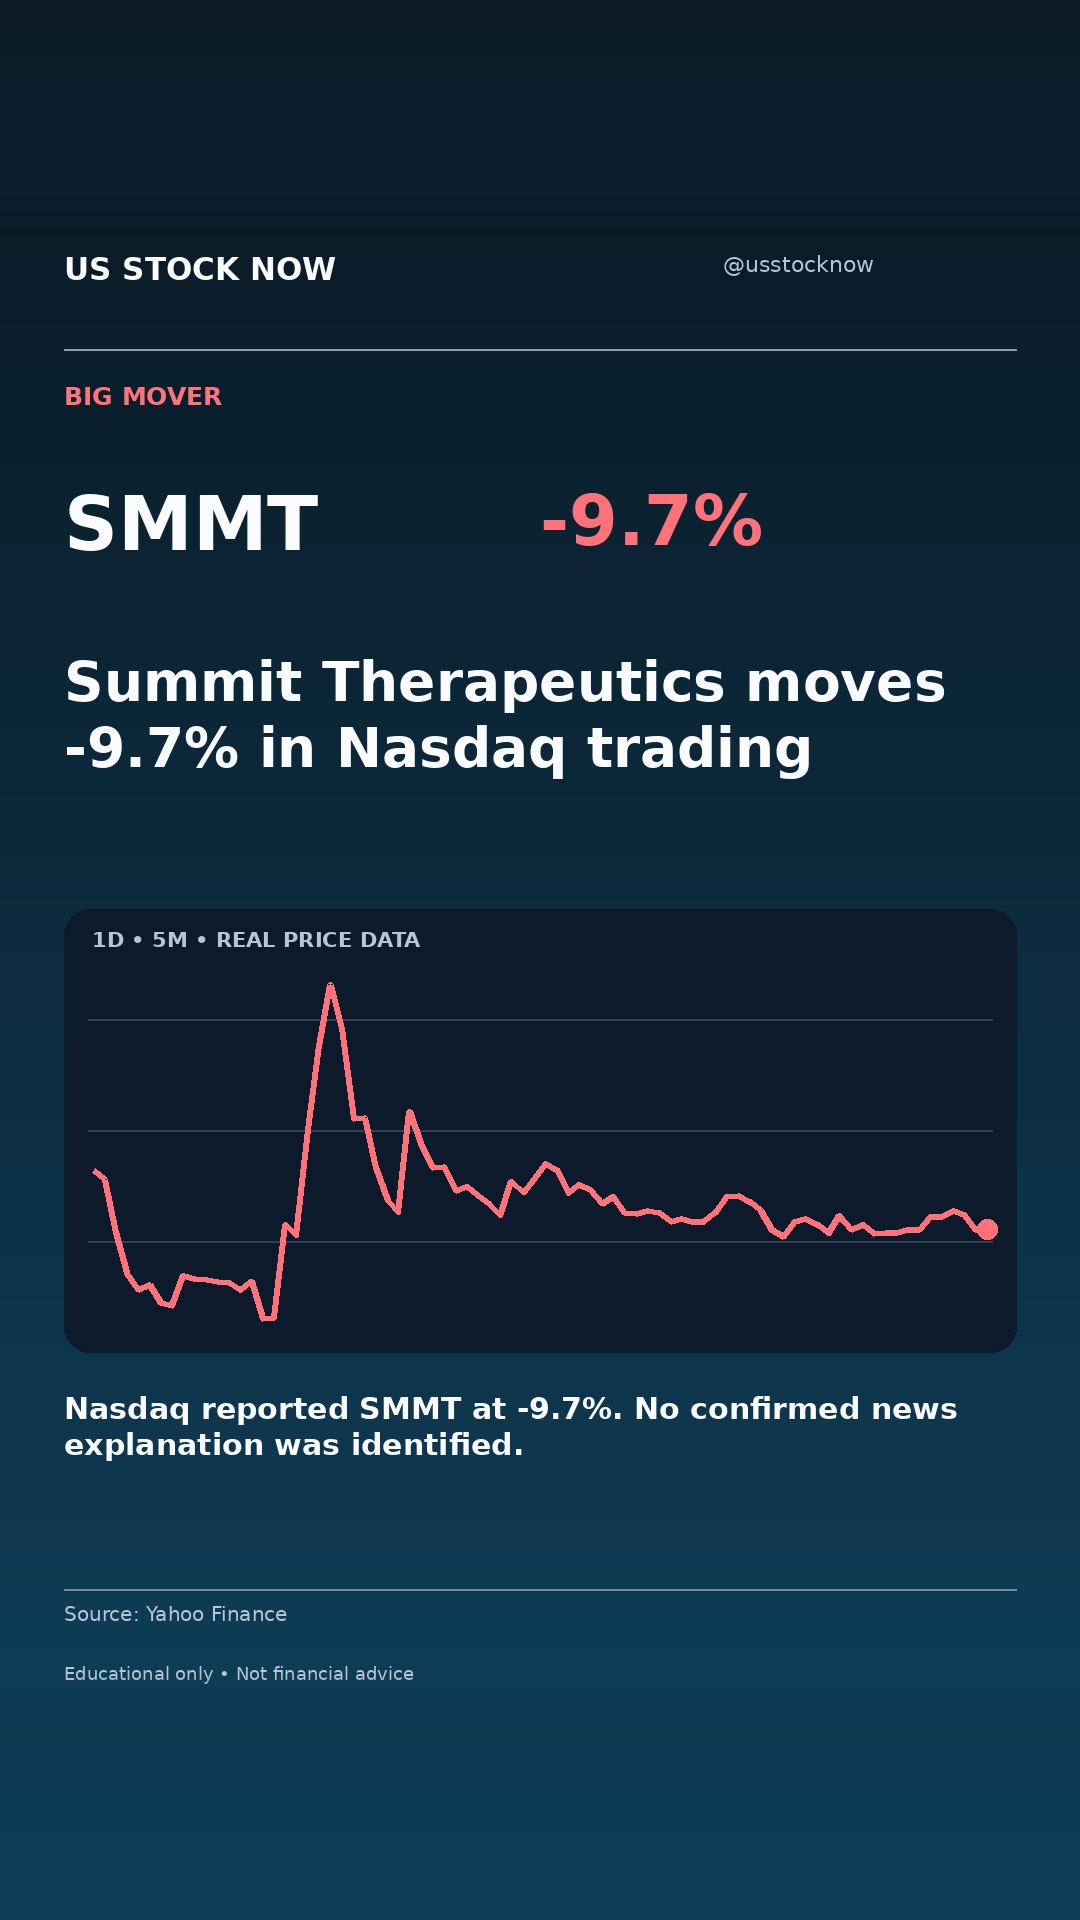 US STOCK NOW
@usstocknow
BIG MOVER
SMMT
-9.7%
Summit Therapeutics moves
-9.7% in Nasdaq trading
1D • 5M • REAL PRICE DATA
Nasdaq reported SMMT at -9.7%. No confirmed news
explanation was identified.
Source: Yahoo Finance
Educational only • Not financial advice